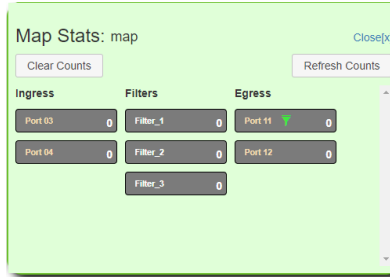 Map Stats: map
Close[x
Clear Counts
Refresh Counts
Ingress Filters Egress
Port 03 0 Filter_1 0 Port 11 0
Port 04 0 Filter_2 0 Port 12 0
Filter_3 0